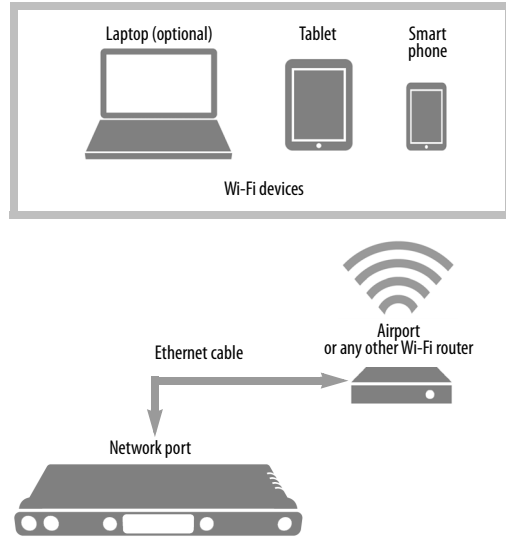 Laptop (optional)
Tablet
Smart
phone
Wi-Fi devices
Airport
or any other Wi-Fi router
Ethernet cable
Network port